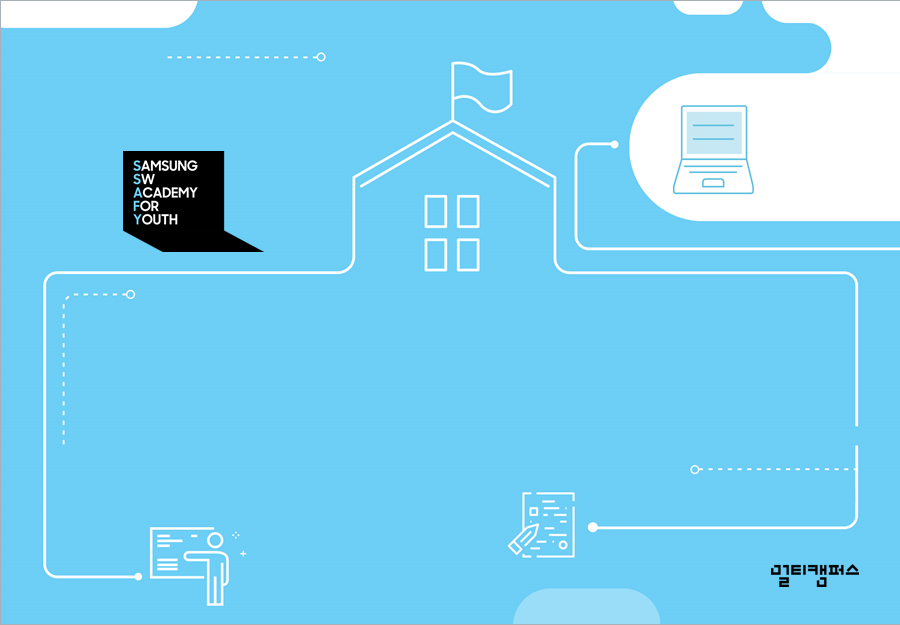 SAMSUNG
SW
ACADEMY
FOR
YOUTH
멀티캠퍼스